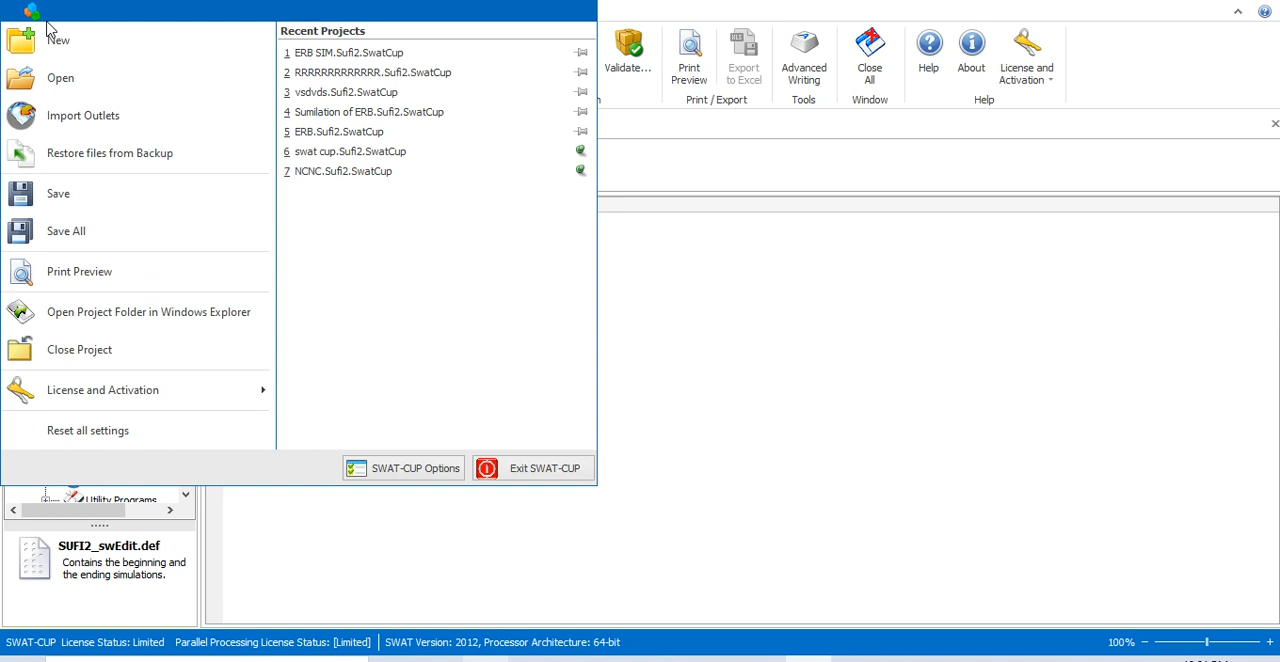 New
Open
Import Outlets
Restore files from Backup
Save
Save All
Print Preview
Open Project Folder in Windows Explorer
Close Project
License and Activation
Reset all settings
Recent Projects
1 ERB SIM.Sufi2.SwatCup
2 RRRRRRRRRRRRR.Sufi2.SwatCup
3 vsdvds.Sufi2.SwatCup
4 Sumilation of ERB.Sufi2.SwatCup
5 ERB.Sufi2.SwatCup
6 swat cup.Sufi2.SwatCup
7 NCNC.Sufi2.SwatCup
SWAT-CUP Options
Exit SWAT-CUP
Validate...
Print
Preview
Export
to Excel
Print / Export
Advanced
Writing
Tools
Close
All
Window
Help
About
License and
Activation
Help
Utility Programs
SUFI2_swEdit.def
Contains the beginning and
the ending simulations.
SWAT-CUP License Status: Limited Parallel Processing License Status: [Limited] SWAT Version: 2012, Processor Architecture: 64-bit
100%